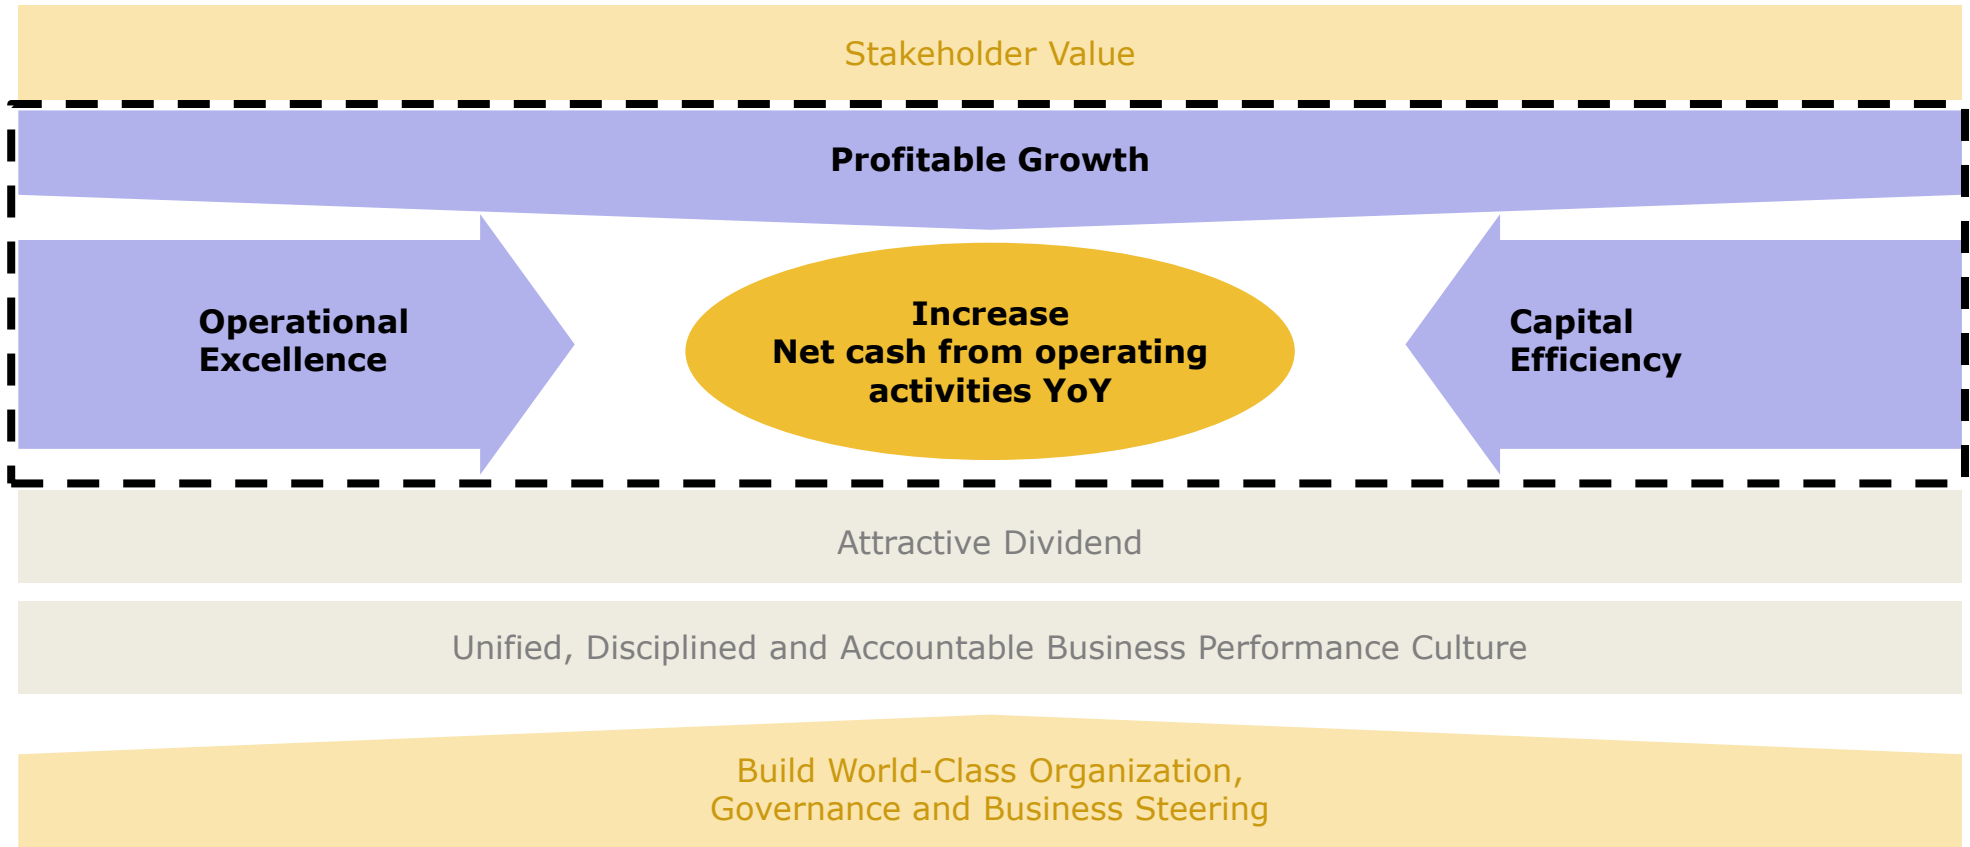 Stakeholder Value
Profitable Growth
Operational
Excellence
Increase
Net cash from operating
activities YoY
Capital
Efficiency
Attractive Dividend
Unified, Disciplined and Accountable Business Performance Culture
Build World-Class Organization,
Governance and Business Steering